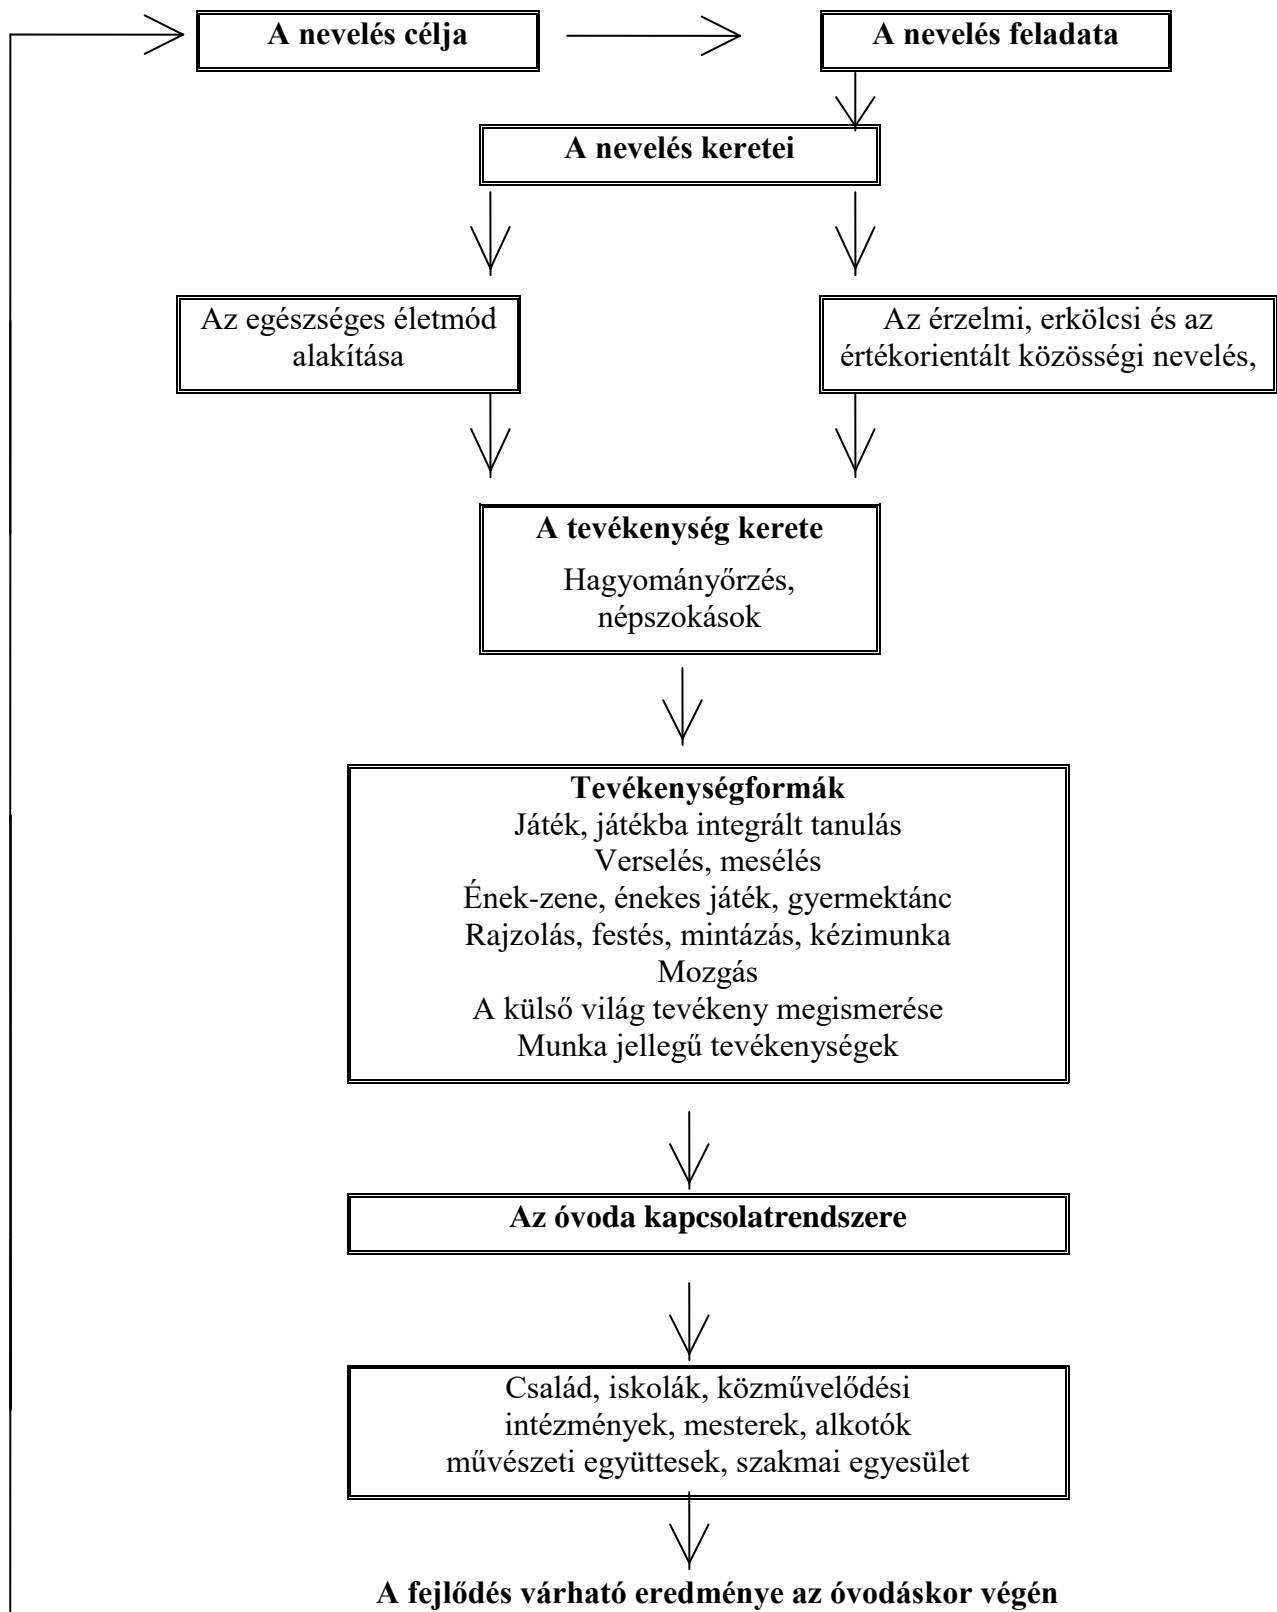 A nevelés célja
A nevelés feladata
A nevelés keretei
Az egészséges életmód
alakítása
Az érzelmi, erkölcsi és az
értékorientált közösségi nevelés,
A tevékenység kerete
Hagyományőrzés,
népszokások
Tevékenységformák
Játék, játékba integrált tanulás
Verselés, mesélés
Ének-zene, énekes játék, gyermektánc
Rajzolás, festés, mintázás, kézimunka
Mozgás
A külső világ tevékeny megismerése
Munka jellegű tevékenységek
Az óvoda kapcsolatrendszere
Család, iskolák, közművelődési
intézmények, mesterek, alkotók
művészeti együttesek, szakmai egyesület
A fejlődés várható eredménye az óvodáskor végén